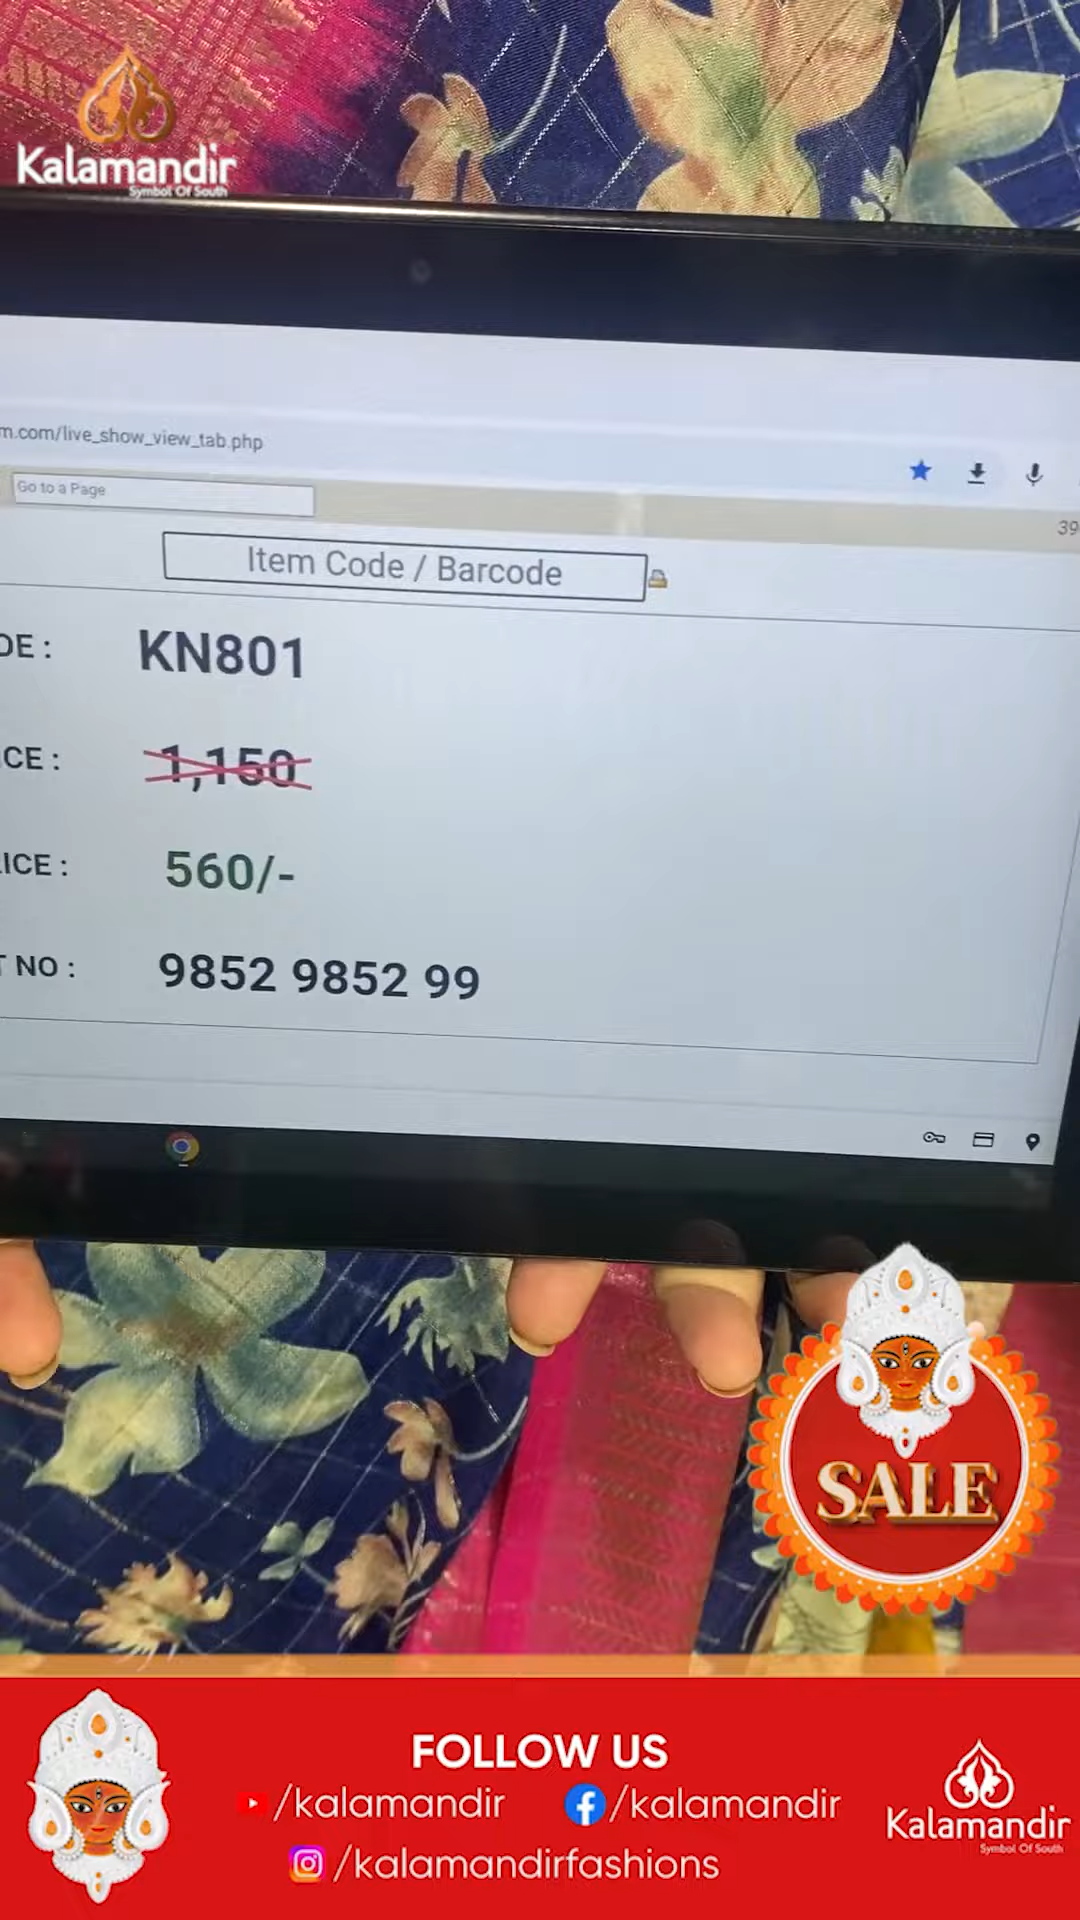 Kalamandir
Symbol Of South
m.com/live_show_view_tab.php
Go to a Page
39
Item Code / Barcode
DE : KN801
CE : 1,150
ICE : 560/-
T NO : 9852 9852 99
SALE
FOLLOW US
/kalamandir /kalamandir
/kalamandirfashions
Kalamandir
Symbol Of South